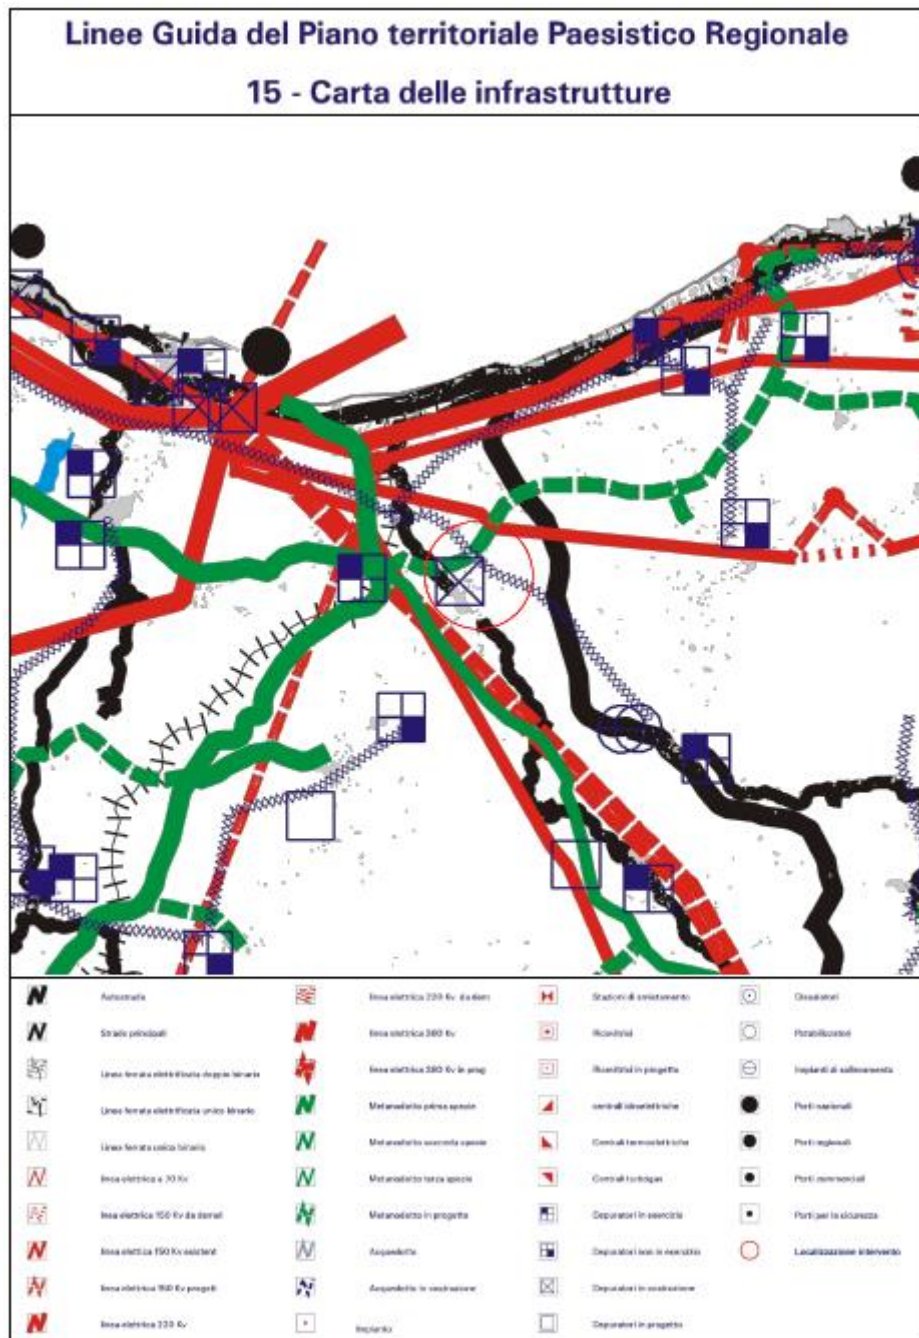 Linee Guida del Piano territoriale Paesistico Regionale
15 - Carta delle infrastrutture
Autostrada
Strade principali
Linea ferrata elettrificata doppio binario
Linea ferrata elettrificata unico binario
Linea ferrata unico binario
linea elettrica a 70 Kv
linea elettrica 150 Kv da demol
linea elettrica 150 Kv esistent
linea elettrica 150 Kv progett
linea elettrica 220 Kv
linea elettrica 220 Kv da dem
linea elettrica 380 Kv
linea elettrica 380 Kv in prog
Metanodotto prima specie
Metanodotto seconda specie
Metanodotto terza specie
Metanodotto in progetto
Acquedotto
Acquedotto in costruzione
Impianto
Stazioni di smistamento
Ricevitrici
Ricevitrici in progetto
centrali idroelettriche
Centrali termoelettriche
Centrali turbogas
Depuratori in esercizio
Depuratori non in esercizio
Depuratori in costruzione
Depuratori in progetto
Dissalatori
Potabilizzatori
Impianti di sollevamento
Porti nazionali
Porti regionali
Porti commerciali
Porti per la sicurezza
Localizzazione intervento